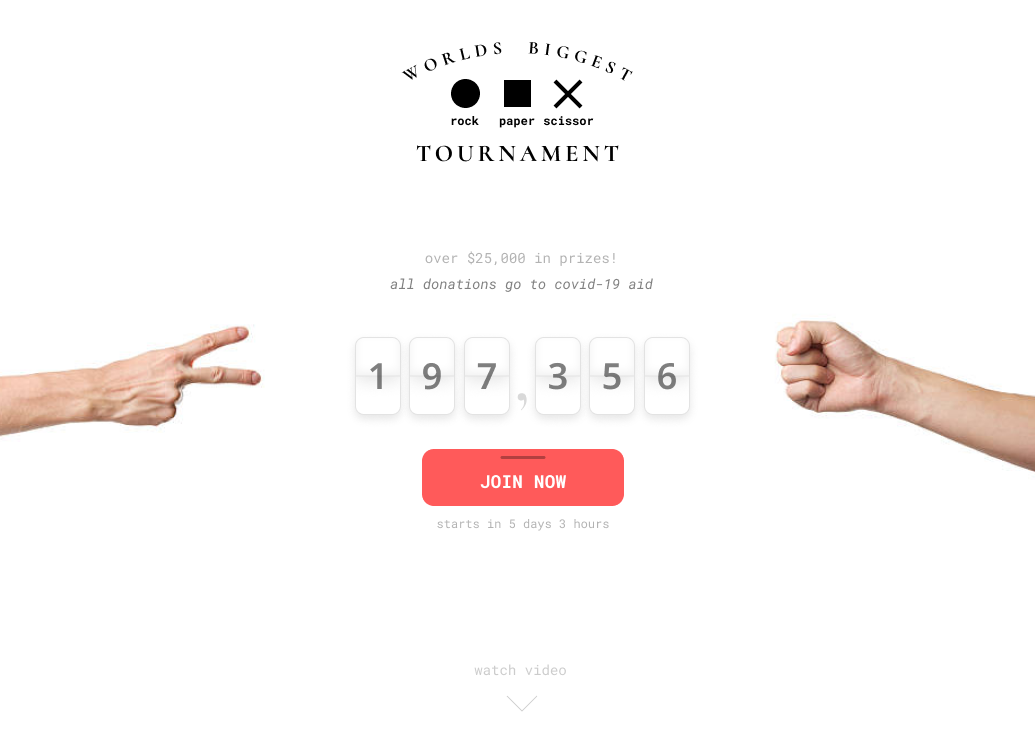 WORLDS BIGGEST
rock paper scissor
TOURNAMENT
over $25,000 in prizes!
all donations go to covid-19 aid
197,356
JOIN NOW
starts in 5 days 3 hours
watch video